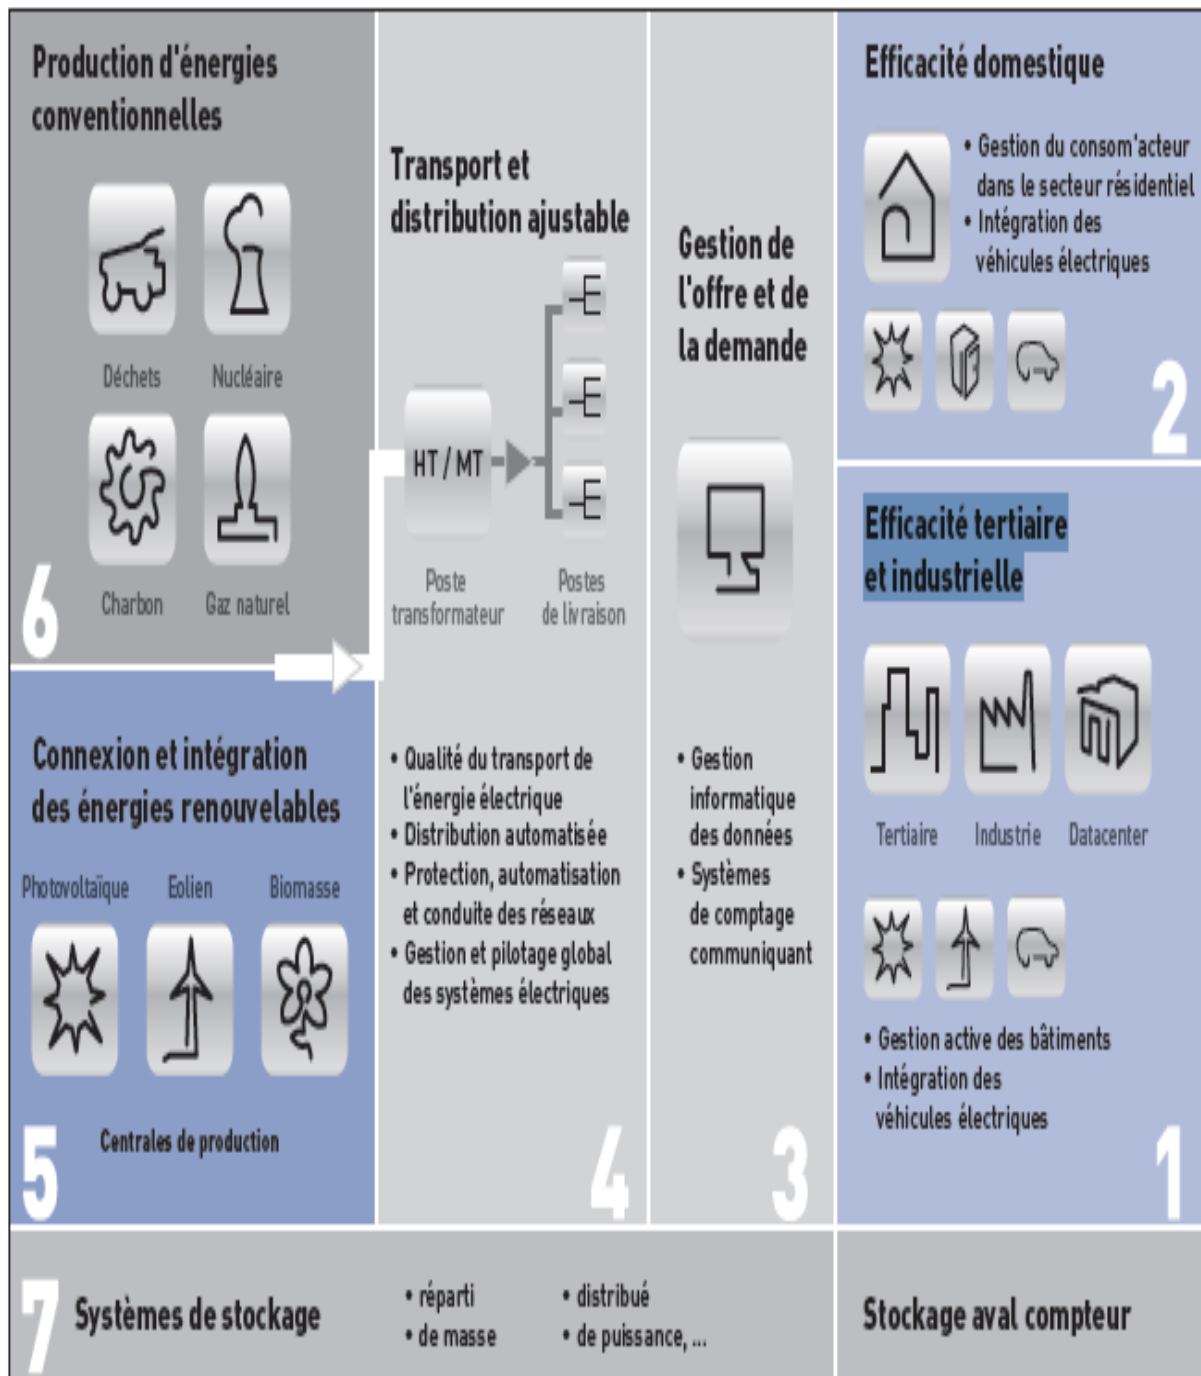 Production d'énergies
conventionnelles
Déchets
Nucléaire
Charbon
Gaz naturel
6
Connexion et intégration
des énergies renouvelables
Photovoltaïque
Eolien
Biomasse
Centrales de production
5
Transport et
distribution ajustable
HT / MT
Poste
transformateur
Postes
de livraison
• Qualité du transport de
l'énergie électrique
• Distribution automatisée
• Protection, automatisation
et conduite des réseaux
• Gestion et pilotage global
des systèmes électriques
4
Gestion de
l'offre et de
la demande
• Gestion
informatique
des données
• Systèmes
de comptage
communiquant
3
Efficacité domestique
• Gestion du consom'acteur
dans le secteur résidentiel
• Intégration des
véhicules électriques
2
Efficacité tertiaire
et industrielle
Tertiaire
Industrie
Datacenter
• Gestion active des bâtiments
• Intégration des
véhicules électriques
1
7
Systèmes de stockage
• réparti
• de masse
• distribué
• de puissance, ...
Stockage aval compteur